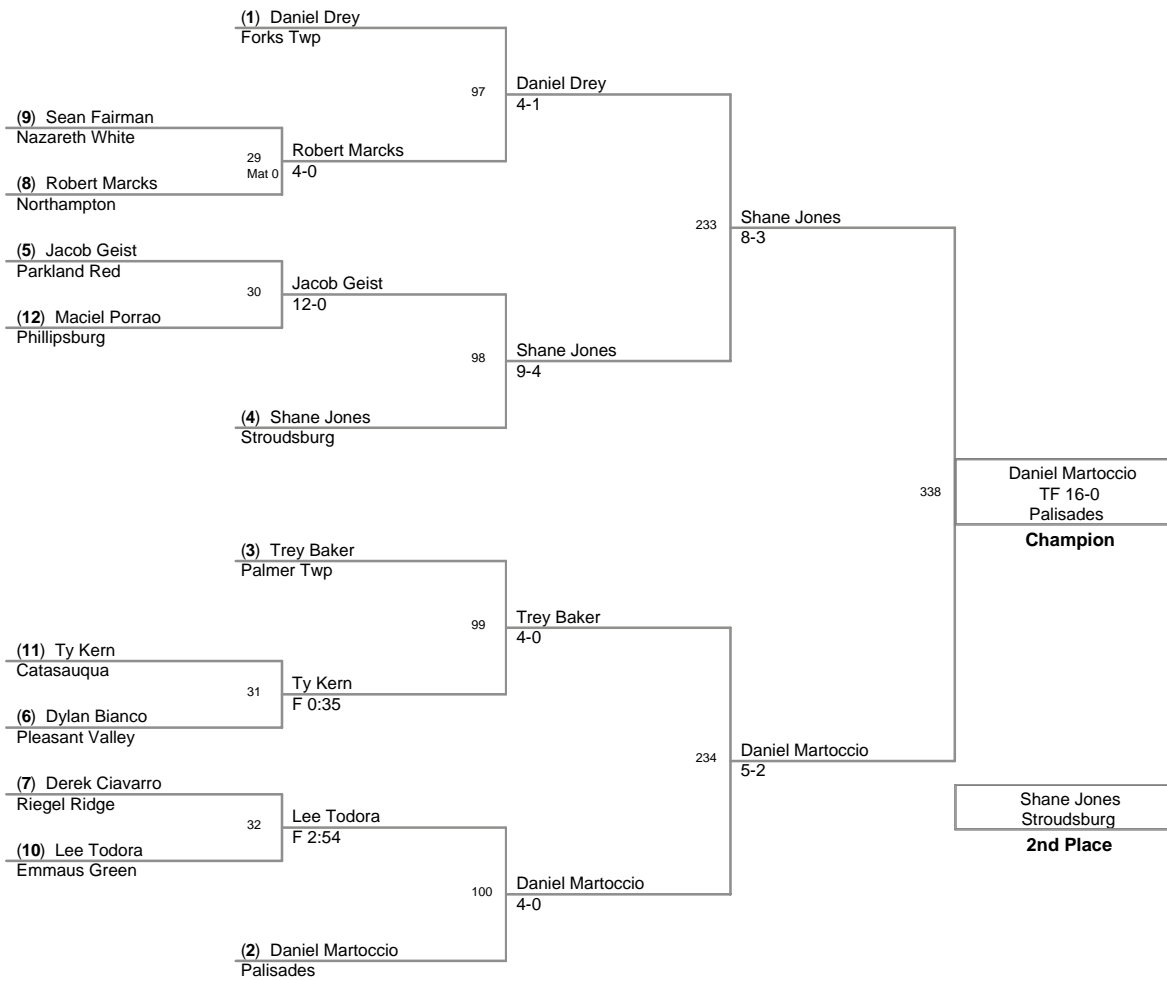 (1) Daniel Drey
Forks Twp
97
Daniel Drey
4-1
(9) Sean Fairman
Nazareth White
29
Mat 0
Robert Marcks
4-0
(8) Robert Marcks
Northampton
233
Shane Jones
8-3
(5) Jacob Geist
Parkland Red
30
Jacob Geist
12-0
(12) Maciel Porrao
Phillipsburg
98
Shane Jones
9-4
(4) Shane Jones
Stroudsburg
338
Daniel Martoccio
TF 16-0
Palisades
Champion
(3) Trey Baker
Palmer Twp
99
Trey Baker
4-0
(11) Ty Kern
Catasauqua
31
Ty Kern
F 0:35
(6) Dylan Bianco
Pleasant Valley
234
Daniel Martoccio
5-2
(7) Derek Ciavarro
Riegel Ridge
32
Lee Todora
F 2:54
(10) Lee Todora
Emmaus Green
100
Daniel Martoccio
4-0
(2) Daniel Martoccio
Palisades
Shane Jones
Stroudsburg
2nd Place